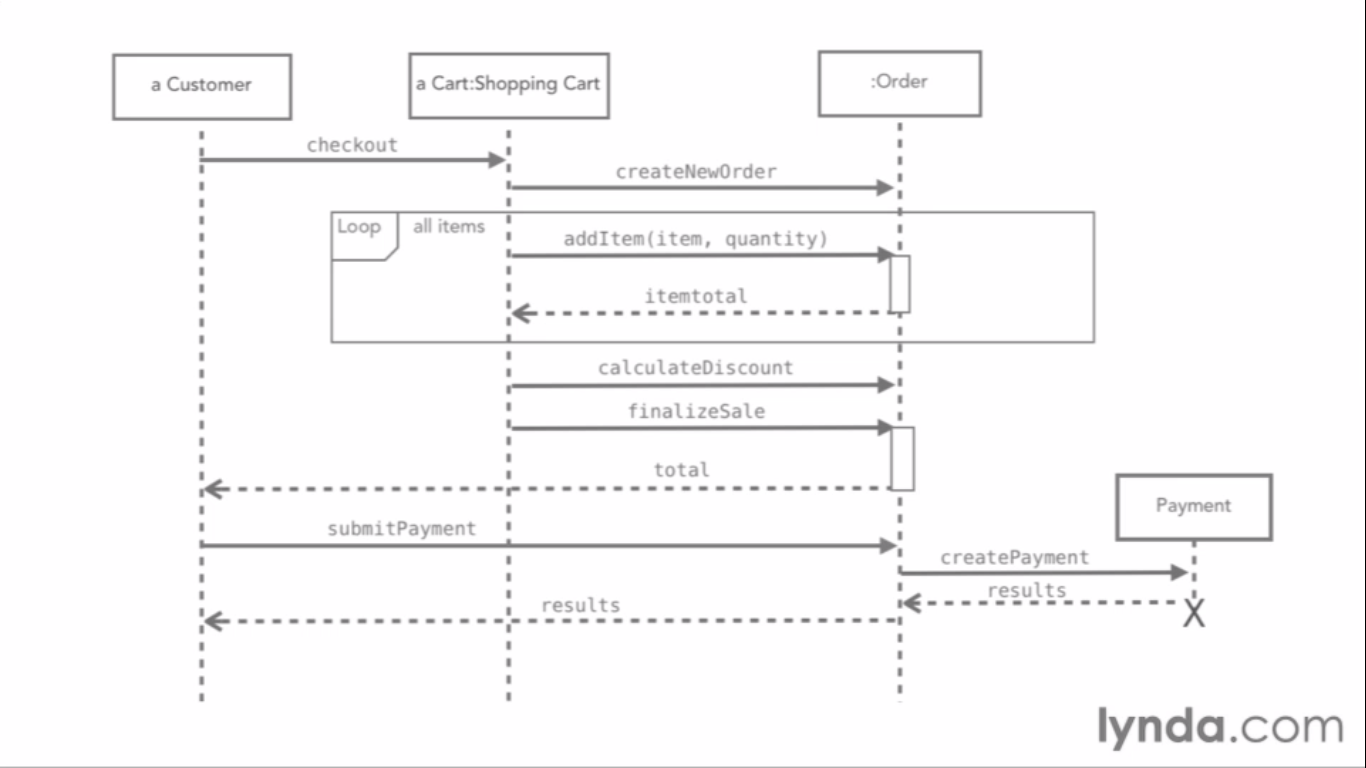 a Customer
a Cart:Shopping Cart
:Order
checkout
createNewOrder
Loop
all items
addItem(item, quantity)
itemtotal
calculateDiscount
finalizeSale
total
Payment
submitPayment
createPayment
results
results
X
lynda.com